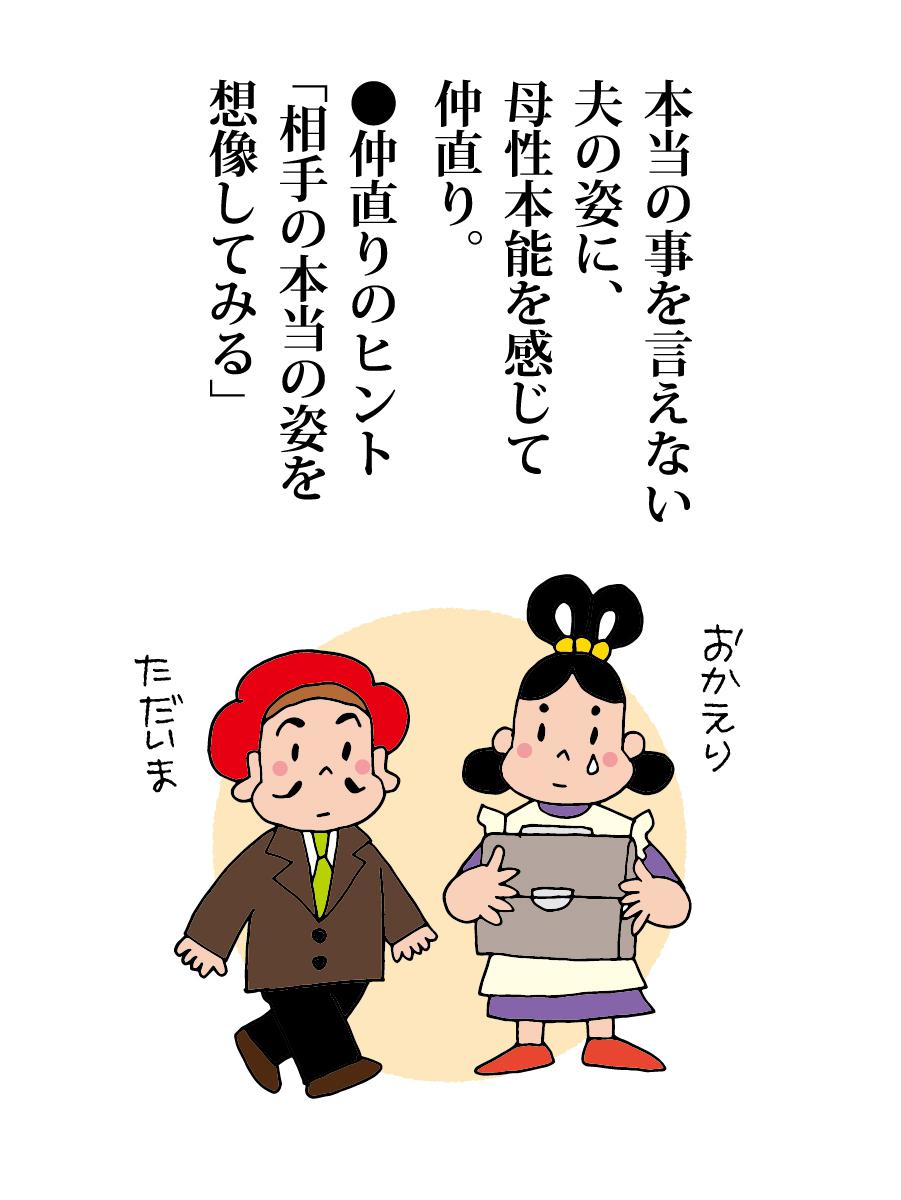 本当の事を言えない
夫の姿に、
母性本能を感じて
仲直り。
●仲直りのヒント
「相手の本当の姿を
想像してみる」
おかえり
ただいま